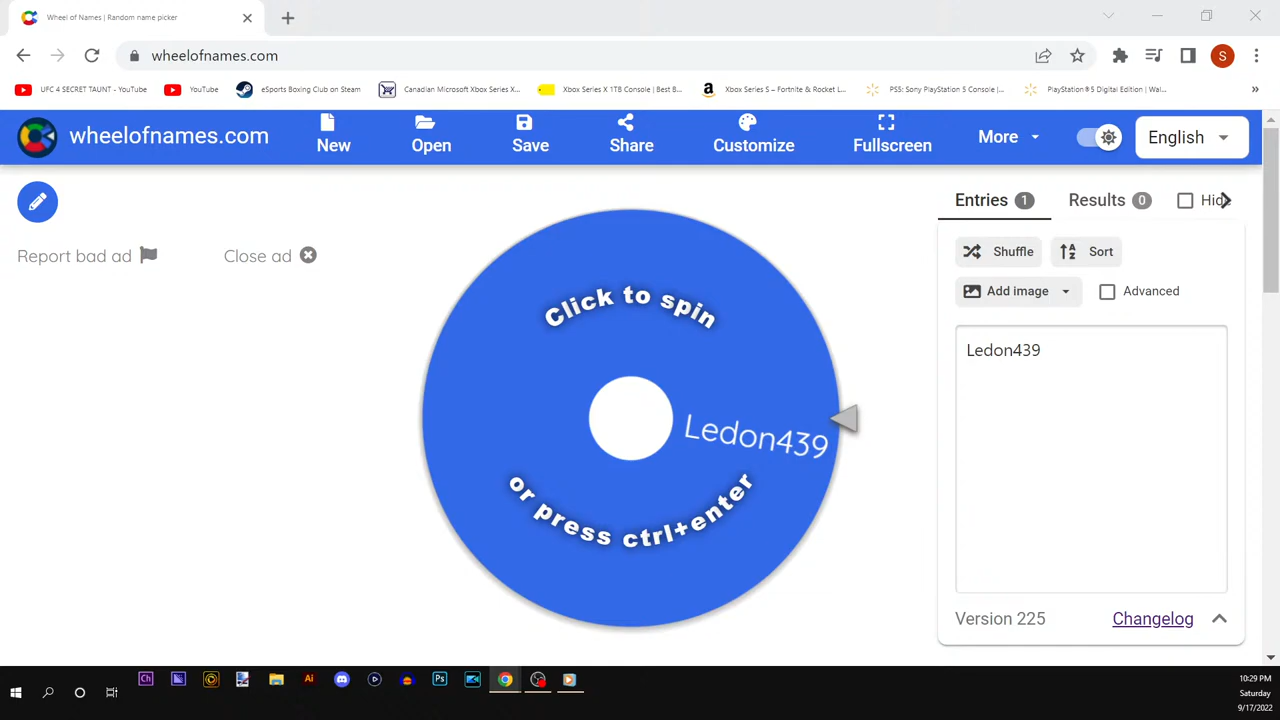 Wheel of Names | Random name picker
wheelofnames.com
S
UFC 4 SECRET TAUNT - YouTube
YouTube
eSports Boxing Club on Steam
Canadian Microsoft Xbox Series X...
Xbox Series X 1TB Console | Best B...
Xbox Series S – Fortnite & Rocket L...
PS5: Sony PlayStation 5 Console |...
PlayStation®5 Digital Edition | Wal...
wheelofnames.com
New
Open
Save
Share
Customize
Fullscreen
More
English
Report bad ad
Close ad
Entries 1
Results 0
Shuffle
Sort
Add image
Advanced
Ledon439
Click to spin
Ledon439
or press ctrl+enter
Version 225
Changelog
Ch
Ai
Ps
10:29 PM
Saturday
9/17/2022